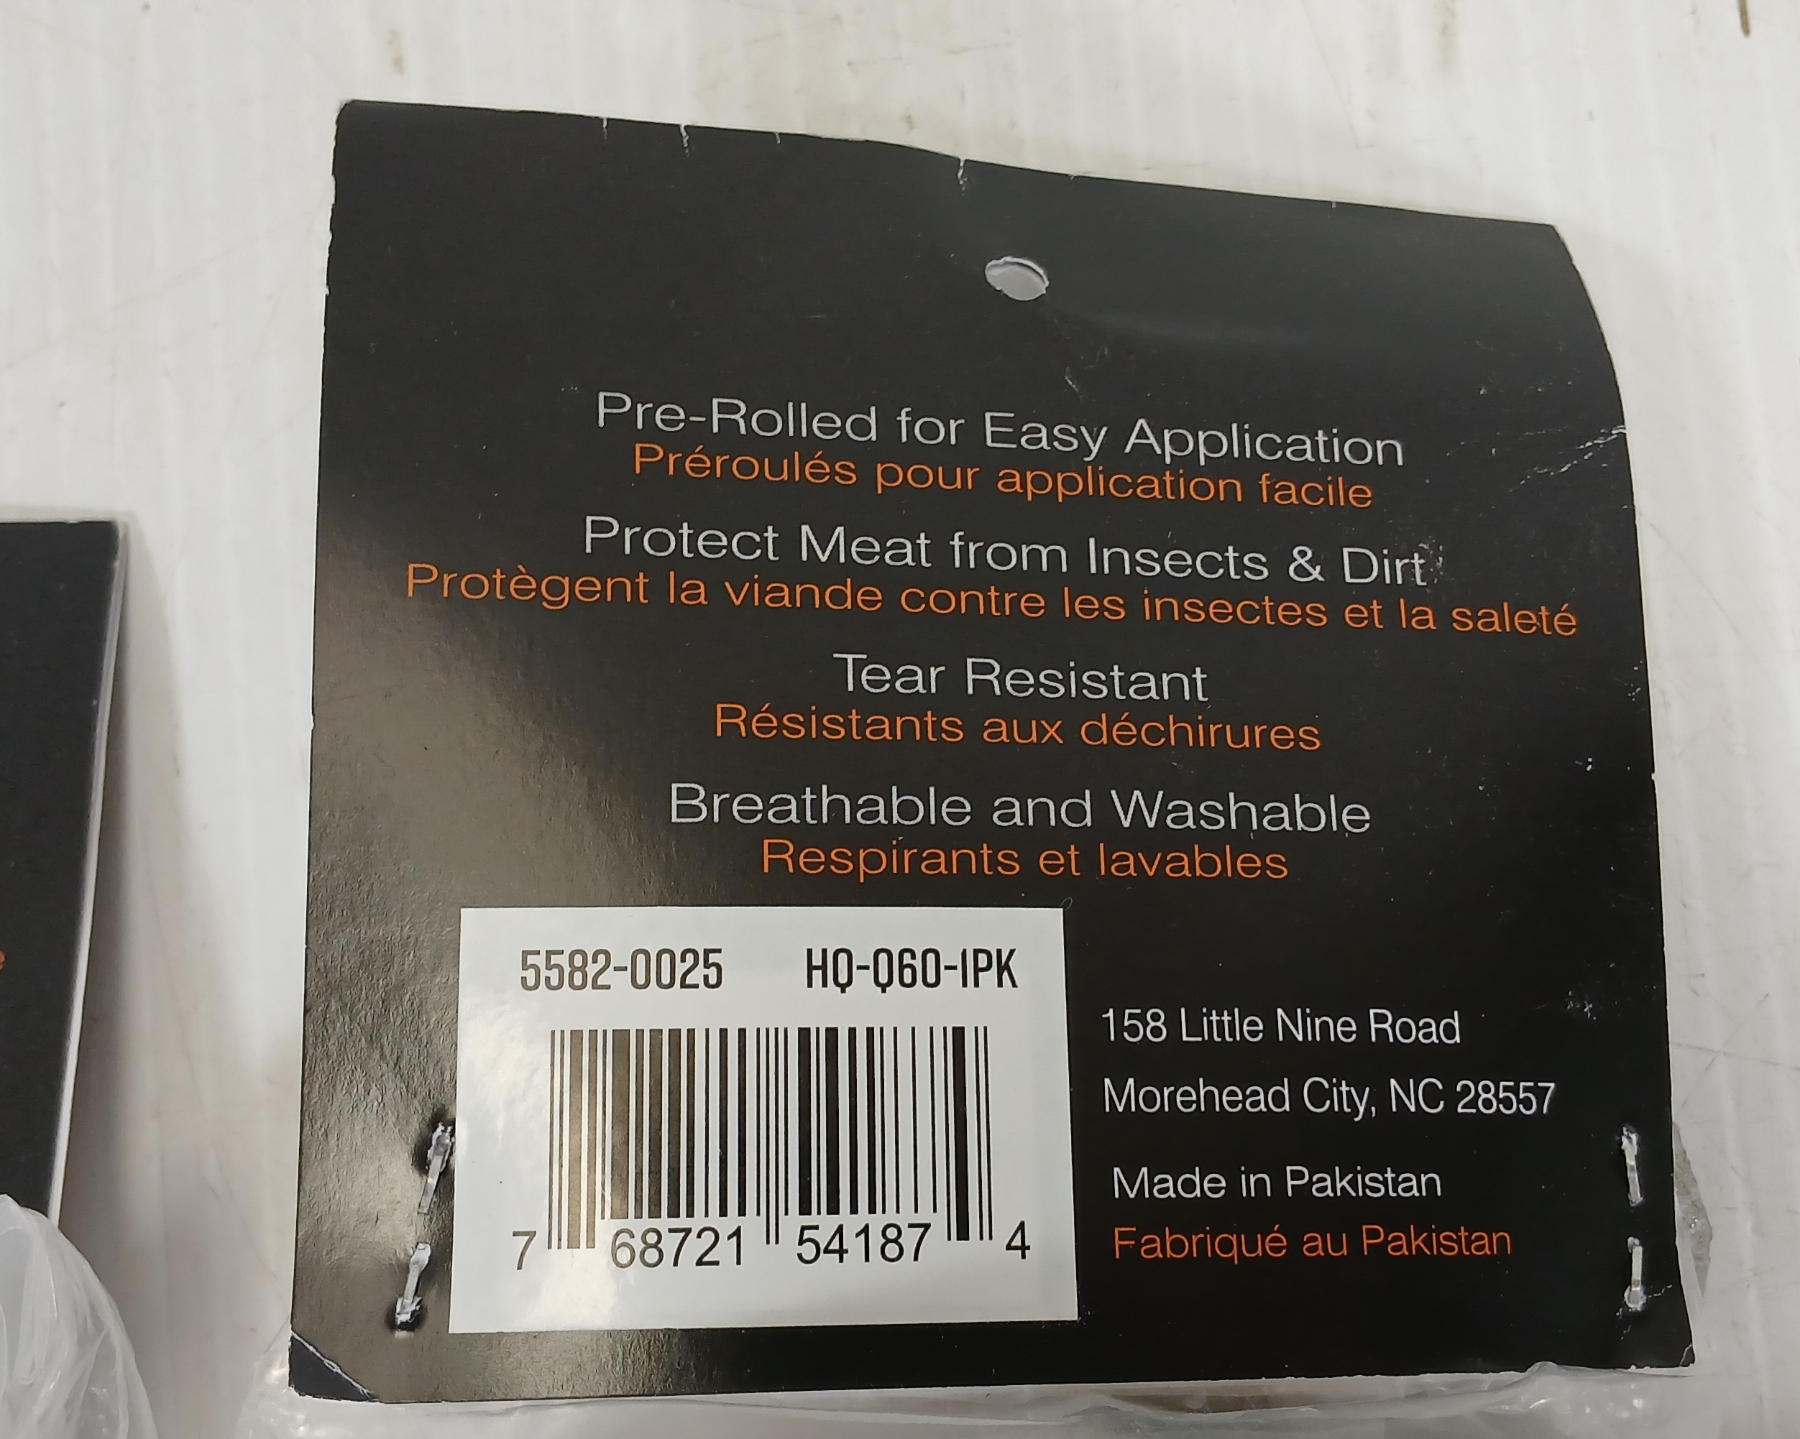 Pre-Rolled for Easy Application
Préroulés pour application facile
Protect Meat from Insects & Dirt
Protègent la viande contre les insectes et la saleté
Tear Resistant
Résistants aux déchirures
Breathable and Washable
Respirants et lavables
5582-0025 HQ-Q60-1PK
7 68721 54187 4
158 Little Nine Road
Morehead City, NC 28557
Made in Pakistan
Fabriqué au Pakistan